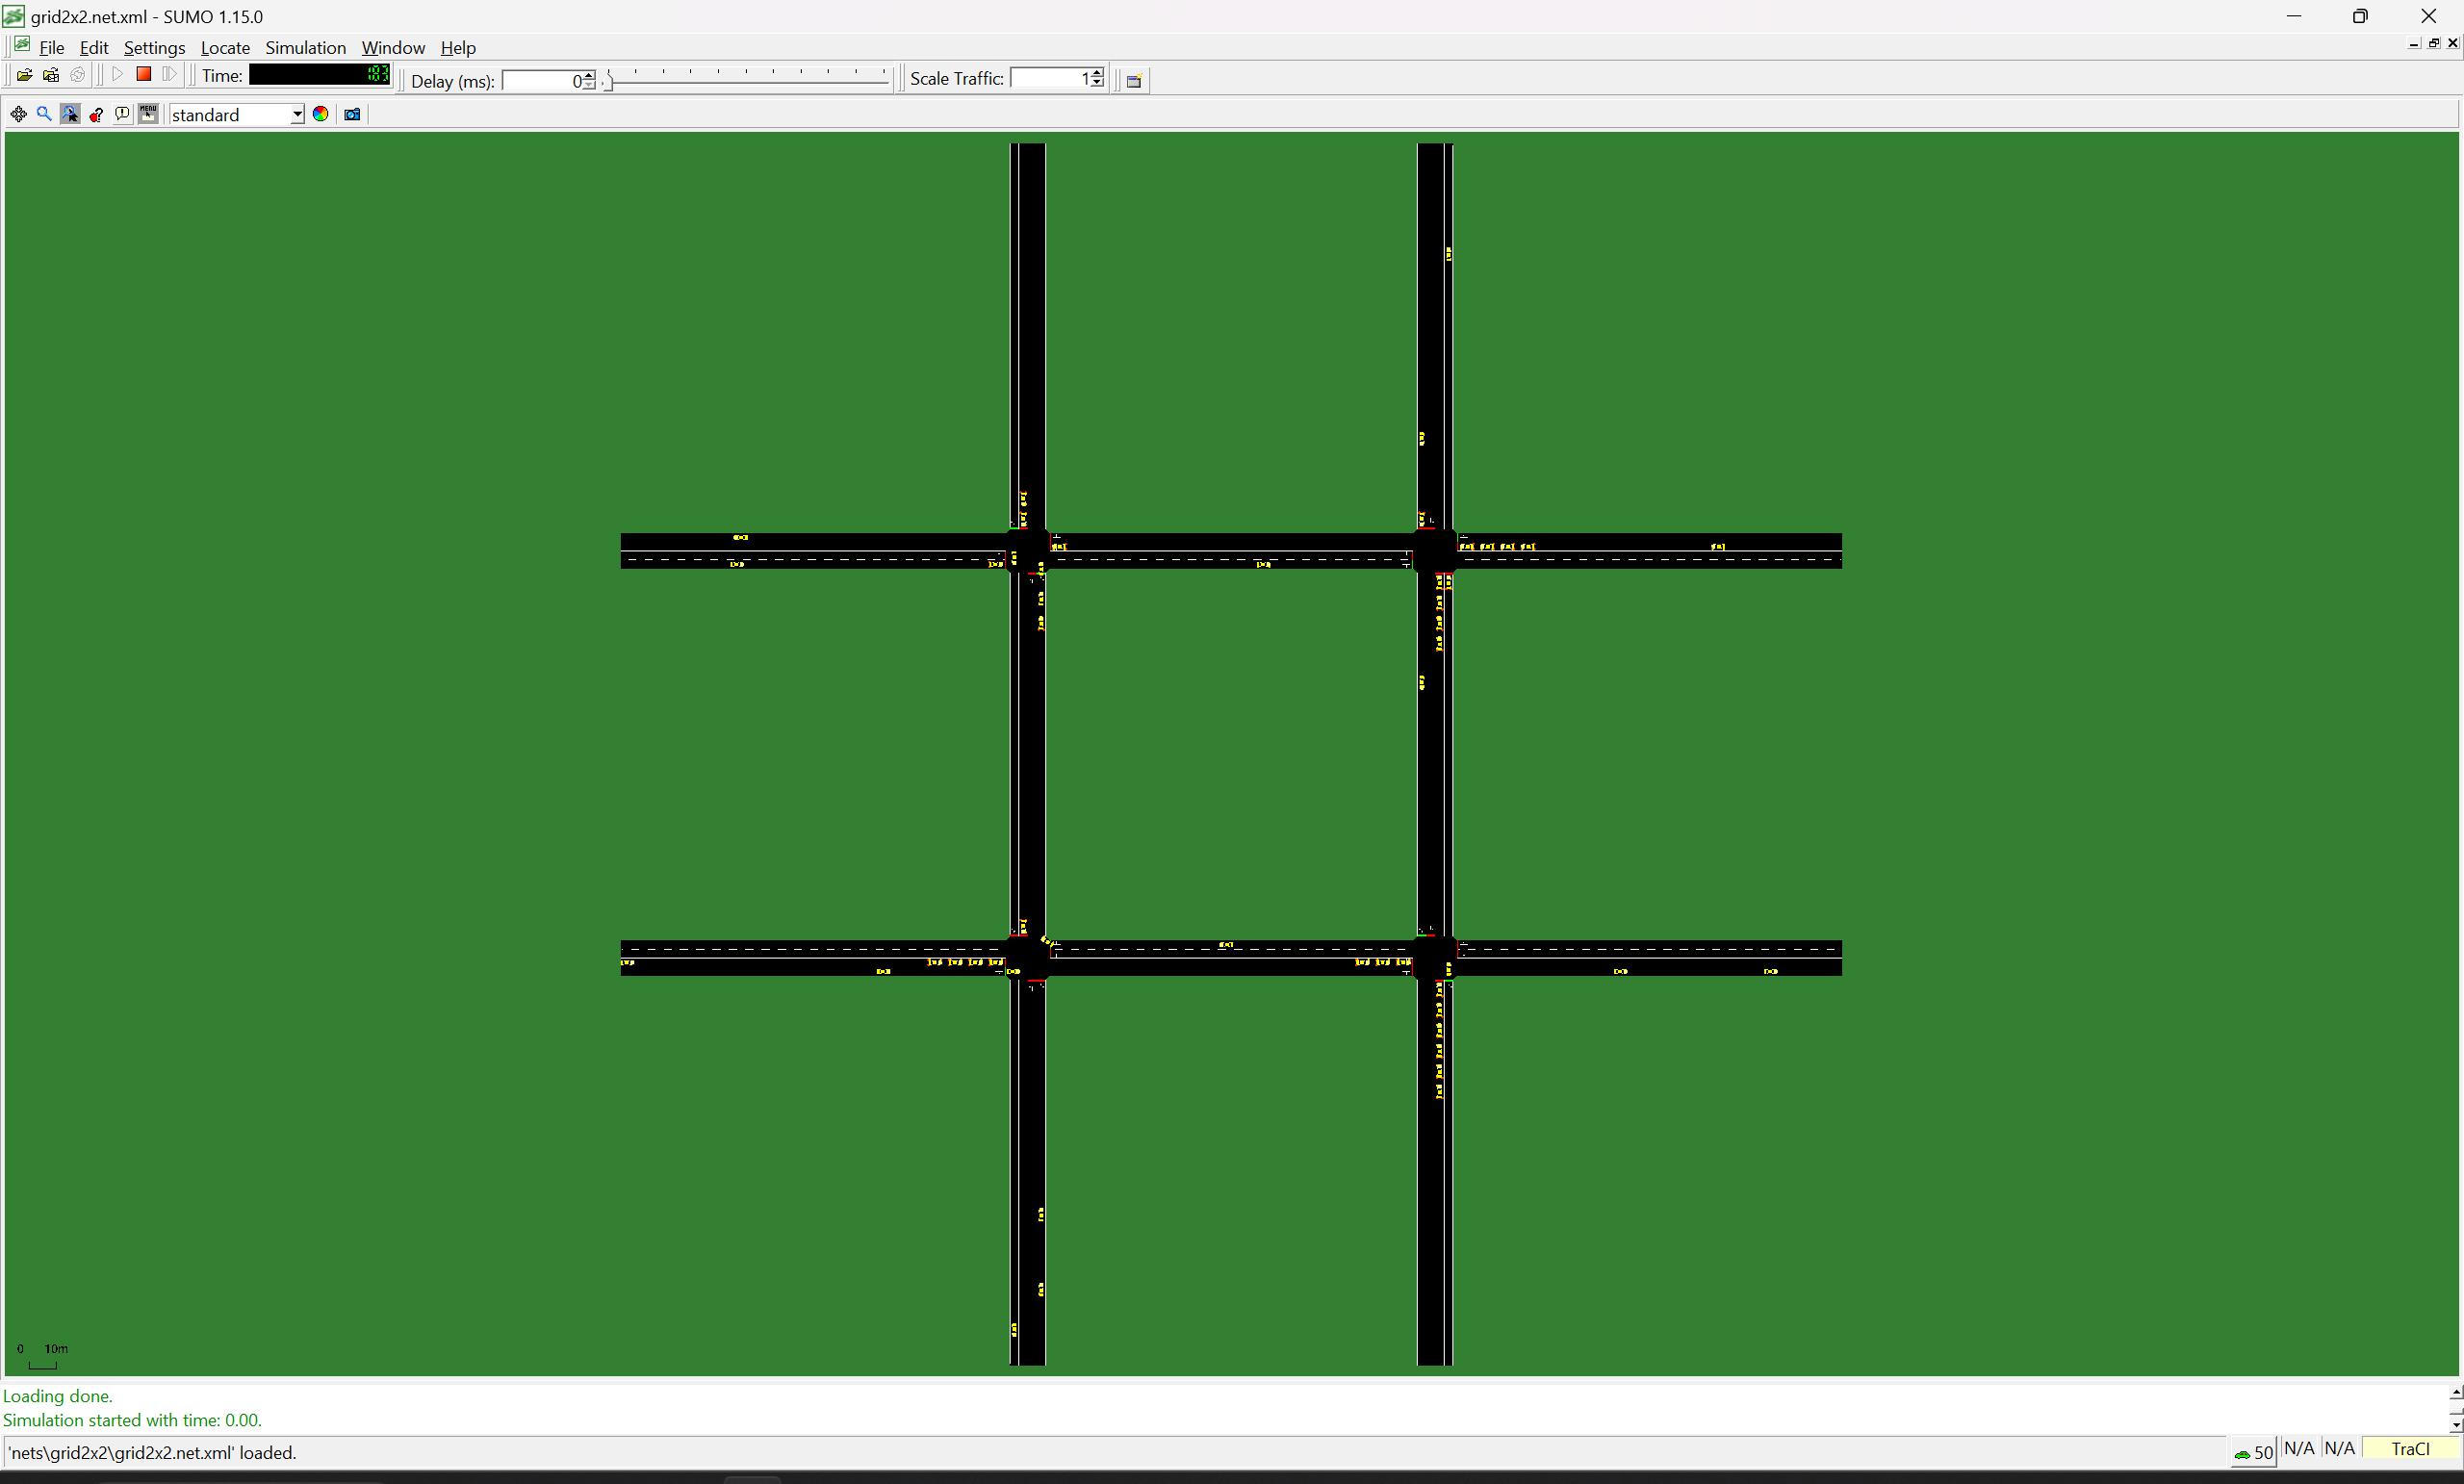 grid2x2.net.xml - SUMO 1.15.0
File Edit Settings Locate Simulation Window Help
Time: 183 Delay (ms): 0 Scale Traffic: 1
MENU standard
0 10m
Loading done.
Simulation started with time: 0.00.
'nets\grid2x2\grid2x2.net.xml' loaded. 50 N/A N/A TraCI